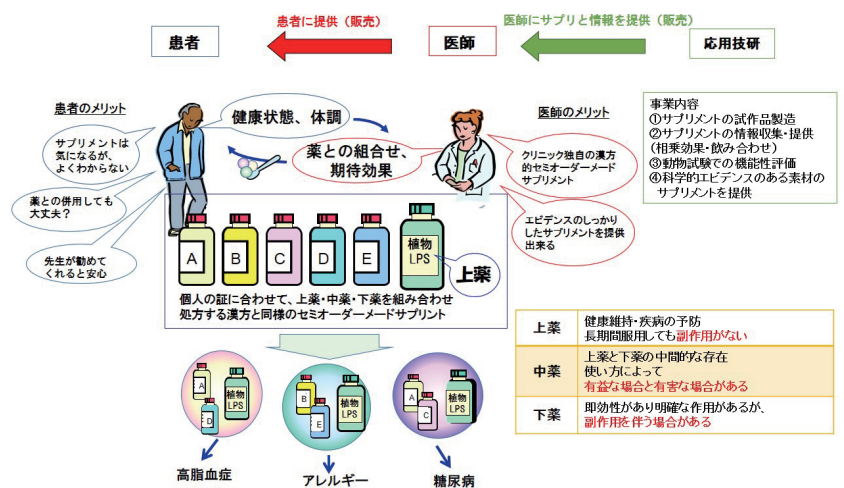 患者に提供（販売）
医師にサプリと情報を提供（販売）
患者
医師
応用技研
患者のメリット
健康状態、体調
医師のメリット
サプリメントは
気になるが、
よくわからない
薬との組合せ、
期待効果
クリニック独自の漢方
的セミオーダーメード
サプリメント
事業内容
①サプリメントの試作品製造
②サプリメントの情報収集・提供
（相乗効果・飲み合わせ）
③動物試験での機能性評価
④科学的エビデンスのある素材の
サプリメントを提供
薬との併用しても
大丈夫？
エビデンスのしっかり
したサプリメントを提供
出来る
先生が勧めて
くれると安心
A
B
C
D
E
植物
LPS
上薬
個人の証に合わせて、上薬・中薬・下薬を組み合わせ
処方する漢方と同様のセミオーダーメードサプリント
上薬
健康維持・疾病の予防
長期間服用しても副作用がない
中薬
上薬と下薬の中間的な存在
使い方によって
有益な場合と有害な場合がある
下薬
即効性があり明確な作用があるが、
副作用を伴う場合がある
A
D
植物
LPS
B
E
植物
LPS
A
C
植物
LPS
高脂血症
アレルギー
糖尿病